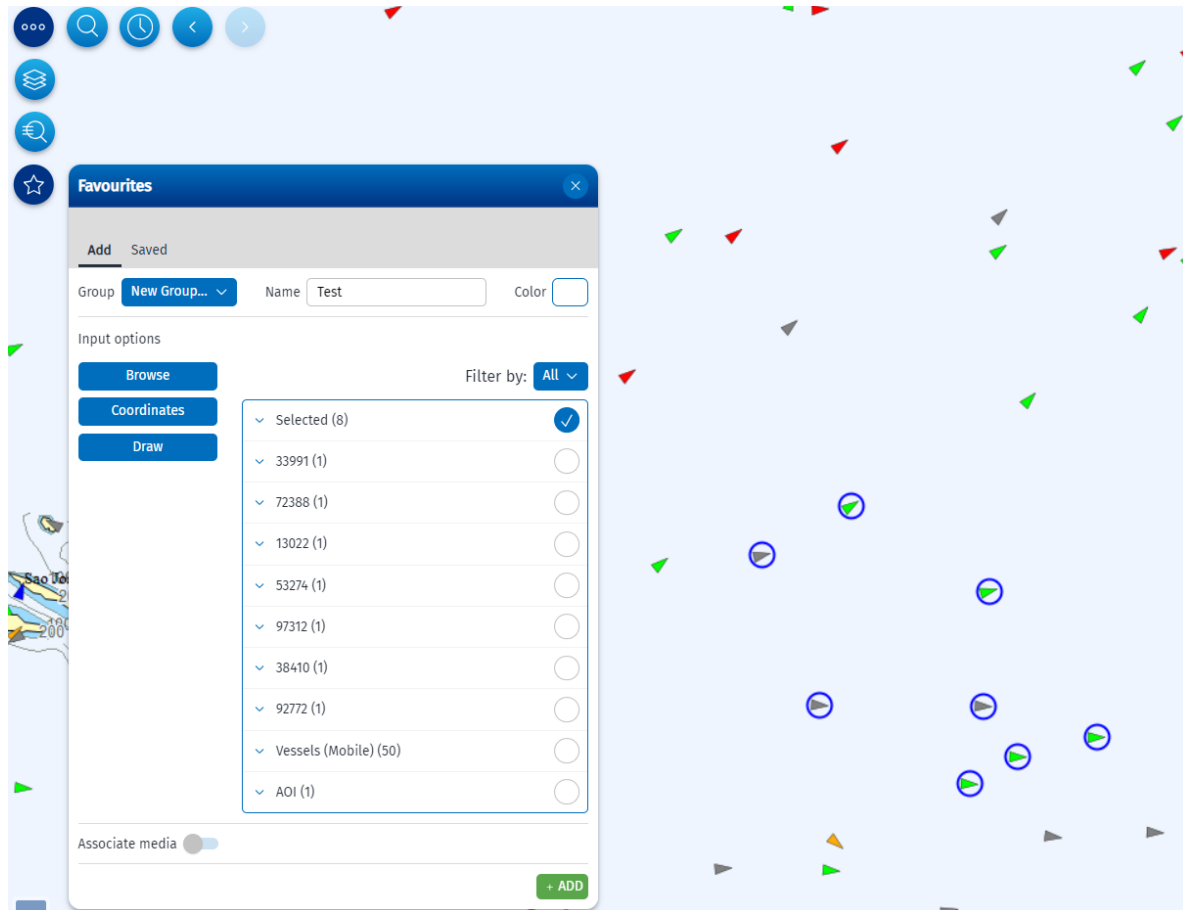 Favourites
Add Saved
Group New Group... Name Test Color
Input options
Browse
Filter by: All
Coordinates
Draw
Selected (8)
33991 (1)
72388 (1)
13022 (1)
53274 (1)
97312 (1)
38410 (1)
92772 (1)
Vessels (Mobile) (50)
AOI (1)
Associate media
+ ADD
Sao
200